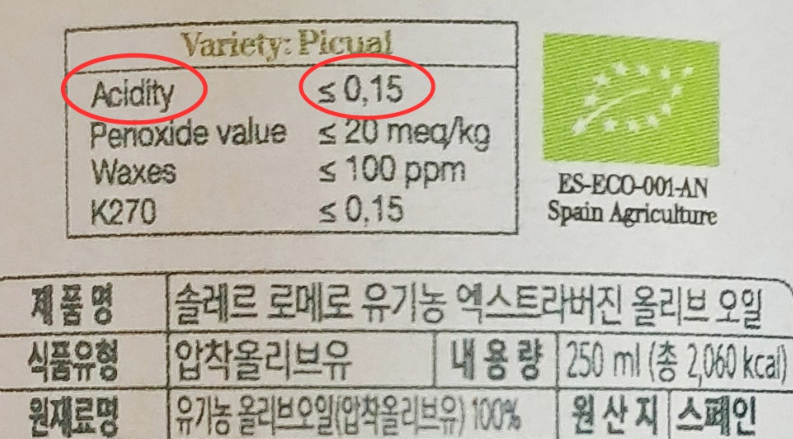 Variety: Picual
Acidity ≤ 0,15
Peroxide value ≤ 20 meq/kg
Waxes ≤ 100 ppm
K270 ≤ 0,15
ES-ECO-001-AN
Spain Agriculture
제품명 솔레르 로메로 유기농 엑스트라버진 올리브 오일
식품유형 압착올리브유 내용량 250 ml (총 2,060 kcal)
원재료명 유기농 올리브오일(압착올리브유) 100% 원산지 스페인